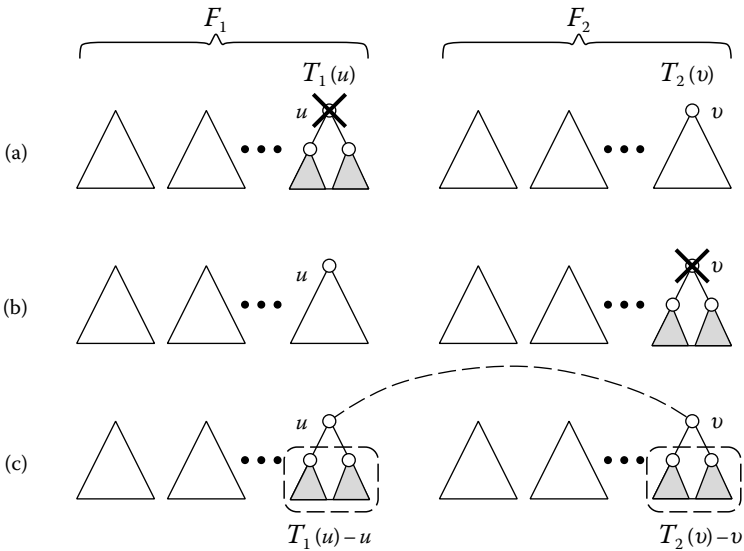 F₁ F₂
T₁(u) T₂(υ)
(a) u υ
(b) u υ
(c) u υ
T₁(u) – u T₂(υ) – υ